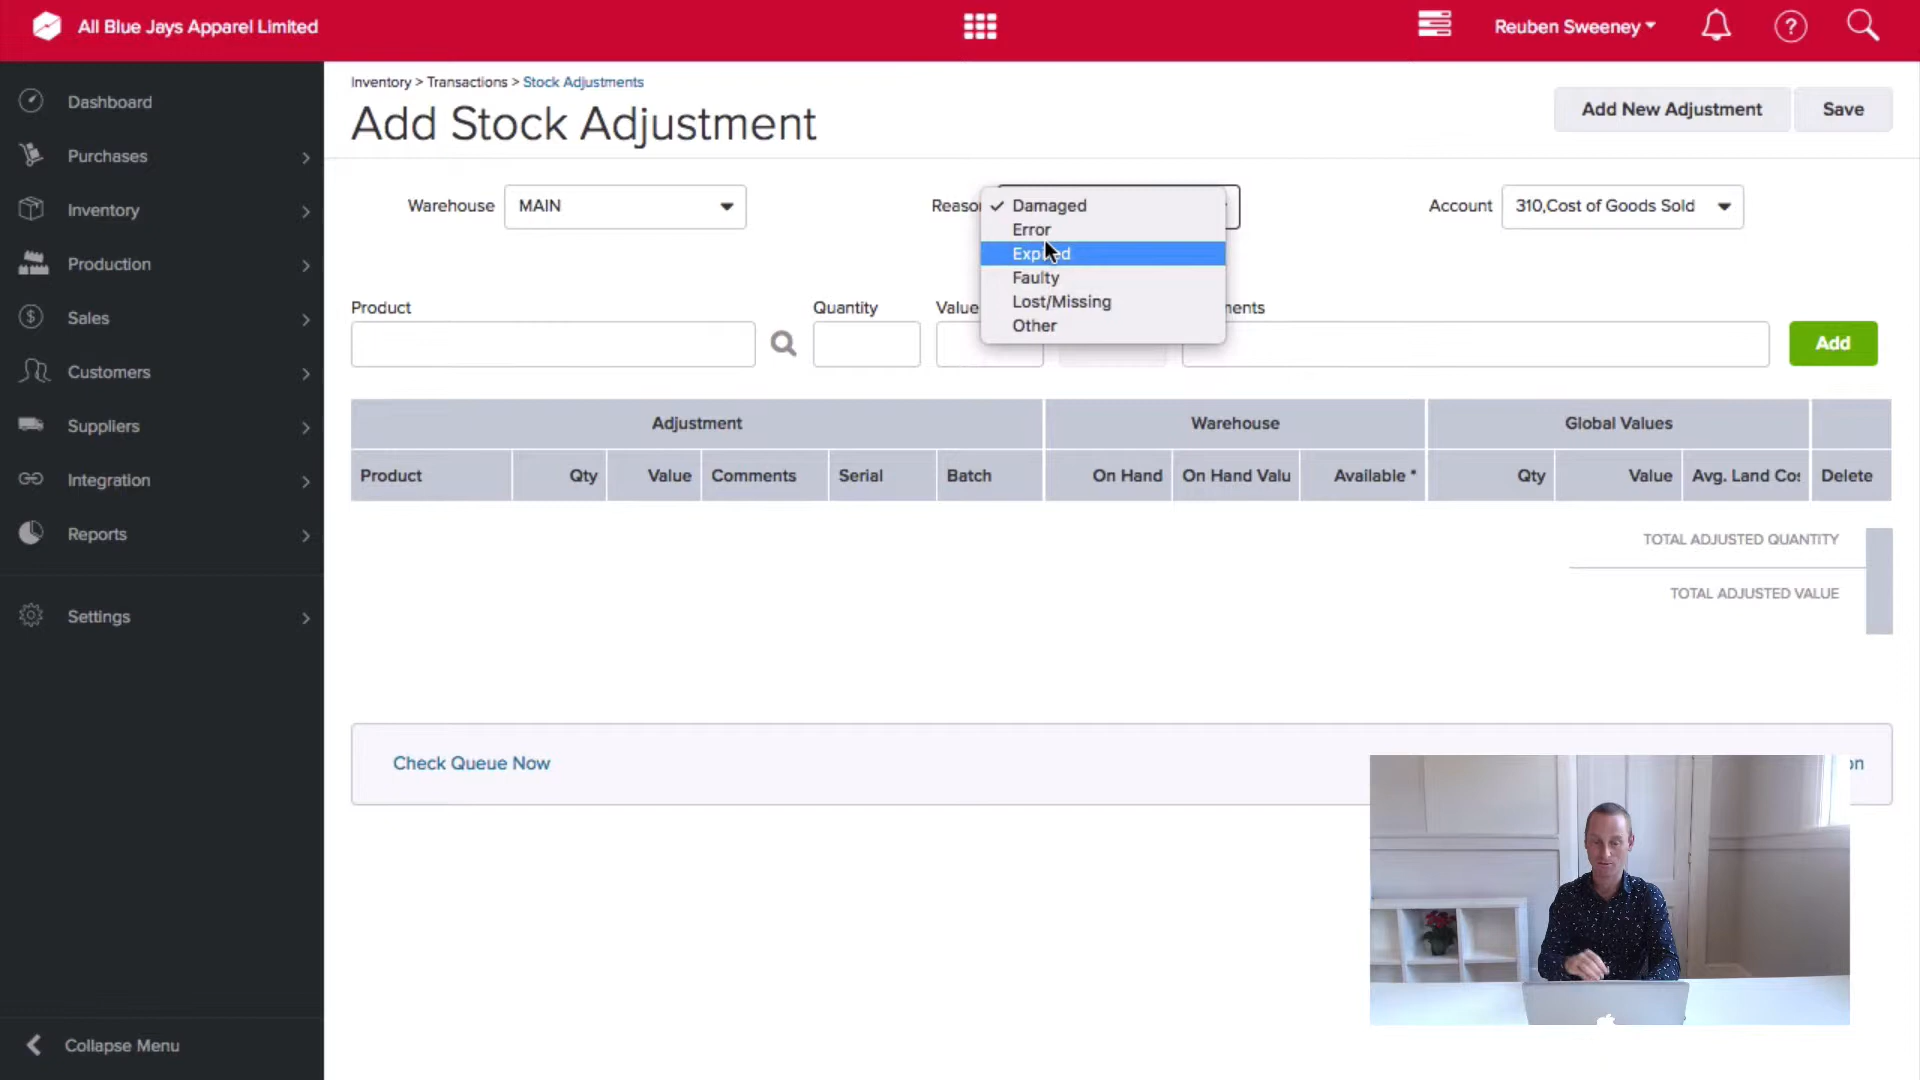 All Blue Jays Apparel Limited
Reuben Sweeney
?
Dashboard
Purchases
Inventory
Production
Sales
Customers
Suppliers
Integration
Reports
Settings
Collapse Menu
Inventory > Transactions > Stock Adjustments
Add Stock Adjustment
Add New Adjustment
Save
Warehouse
MAIN
Reason
Damaged
Error
Faulty
Lost/Missing
Other
Account
310,Cost of Goods Sold
Product
Quantity
Value
Add
Adjustment Warehouse Global Values
Product Qty Value Comments Serial Batch On Hand On Hand Valu Available * Qty Value Avg. Land Cos Delete
TOTAL ADJUSTED QUANTITY
TOTAL ADJUSTED VALUE
Check Queue Now